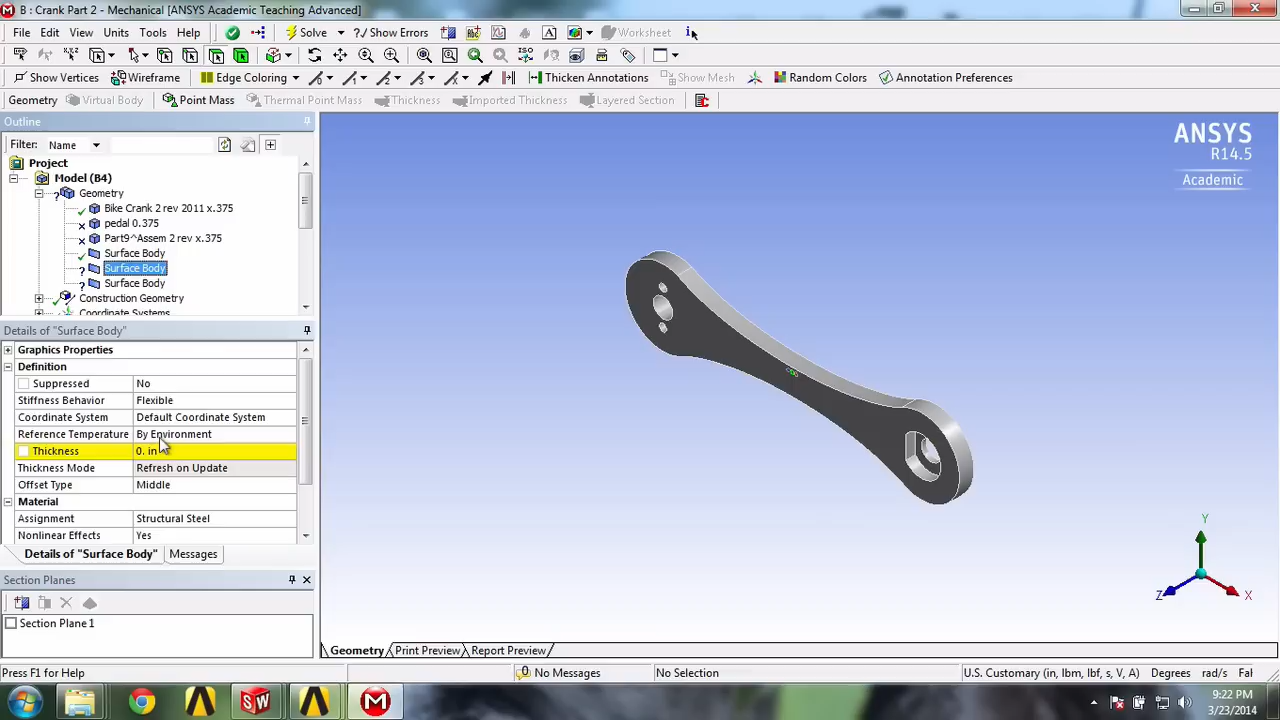 B : Crank Part 2 - Mechanical [ANSYS Academic Teaching Advanced]
File Edit View Units Tools Help Solve ?/ Show Errors Worksheet
Show Vertices Wireframe Edge Coloring Thicken Annotations Show Mesh Random Colors Annotation Preferences
Geometry Virtual Body Point Mass Thermal Point Mass Thickness Imported Thickness Layered Section
Outline
Filter: Name
Project
Model (B4)
Geometry
Bike Crank 2 rev 2011 x.375
pedal 0.375
Part9^Assem 2 rev x.375
Surface Body
Surface Body
Surface Body
Construction Geometry
Coordinate Systems
Details of "Surface Body"
Graphics Properties
Definition
Suppressed No
Stiffness Behavior Flexible
Coordinate System Default Coordinate System
Reference Temperature By Environment
Thickness 0. in
Thickness Mode Refresh on Update
Offset Type Middle
Material
Assignment Structural Steel
Nonlinear Effects Yes
Details of "Surface Body" Messages
Section Planes
Section Plane 1
ANSYS
R14.5
Academic
Y
Z X
Geometry Print Preview Report Preview
Press F1 for Help 0 No Messages No Selection U.S. Customary (in, lbm, lbf, s, V, A) Degrees rad/s Fal
9:22 PM
3/23/2014